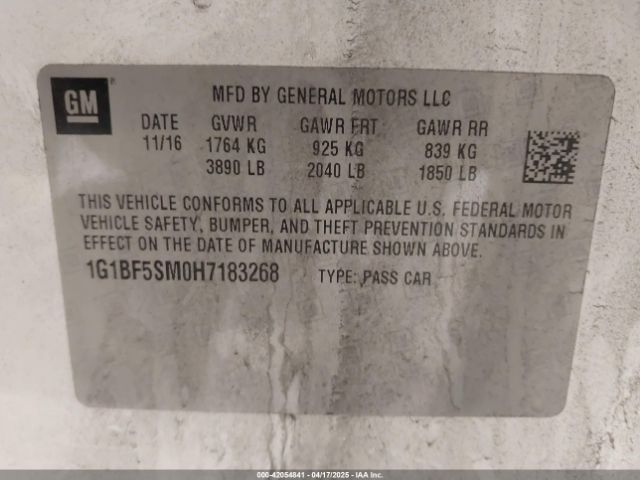 GM
MFD BY GENERAL MOTORS LLC
DATE GVWR GAWR FRT GAWR RR
11/16 1764 KG 925 KG 839 KG
3890 LB 2040 LB 1850 LB
THIS VEHICLE CONFORMS TO ALL APPLICABLE U.S. FEDERAL MOTOR
VEHICLE SAFETY, BUMPER, AND THEFT PREVENTION STANDARDS IN
EFFECT ON THE DATE OF MANUFACTURE SHOWN ABOVE.
1G1BF5SM0H7183268 TYPE: PASS CAR
000-42054841 - 04/17/2025 - IAA Inc.